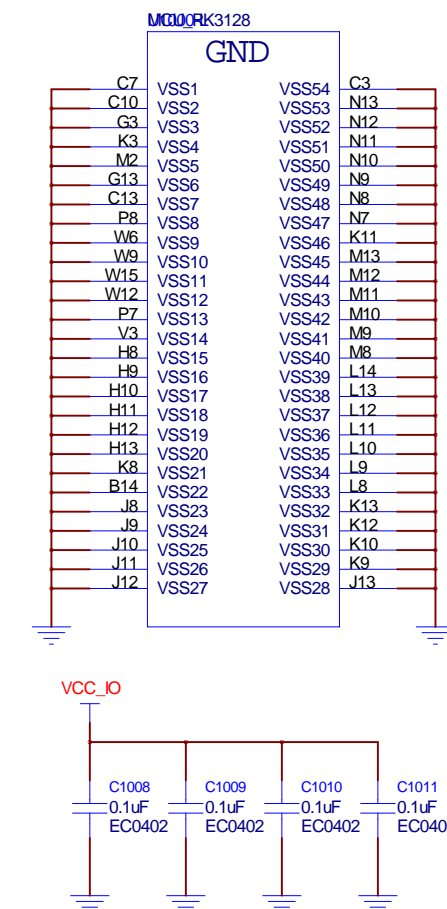 MCU_RK3128
GND
C7 VSS1 VSS54 C3
C10 VSS2 VSS53 N13
G3 VSS3 VSS52 N12
K3 VSS4 VSS51 N11
M2 VSS5 VSS50 N10
G13 VSS6 VSS49 N9
C13 VSS7 VSS48 N8
P8 VSS8 VSS47 N7
W6 VSS9 VSS46 K11
W9 VSS10 VSS45 M13
W15 VSS11 VSS44 M12
W12 VSS12 VSS43 M11
P7 VSS13 VSS42 M10
V3 VSS14 VSS41 M9
H8 VSS15 VSS40 M8
H9 VSS16 VSS39 L14
H10 VSS17 VSS38 L13
H11 VSS18 VSS37 L12
H12 VSS19 VSS36 L11
H13 VSS20 VSS35 L10
K8 VSS21 VSS34 L9
B14 VSS22 VSS33 L8
J8 VSS23 VSS32 K13
J9 VSS24 VSS31 K12
J10 VSS25 VSS30 K10
J11 VSS26 VSS29 K9
J12 VSS27 VSS28 J13
VCC_IO
C1008 C1009 C1010 C1011
0.1uF 0.1uF 0.1uF 0.1uF
EC0402 EC0402 EC0402 EC040